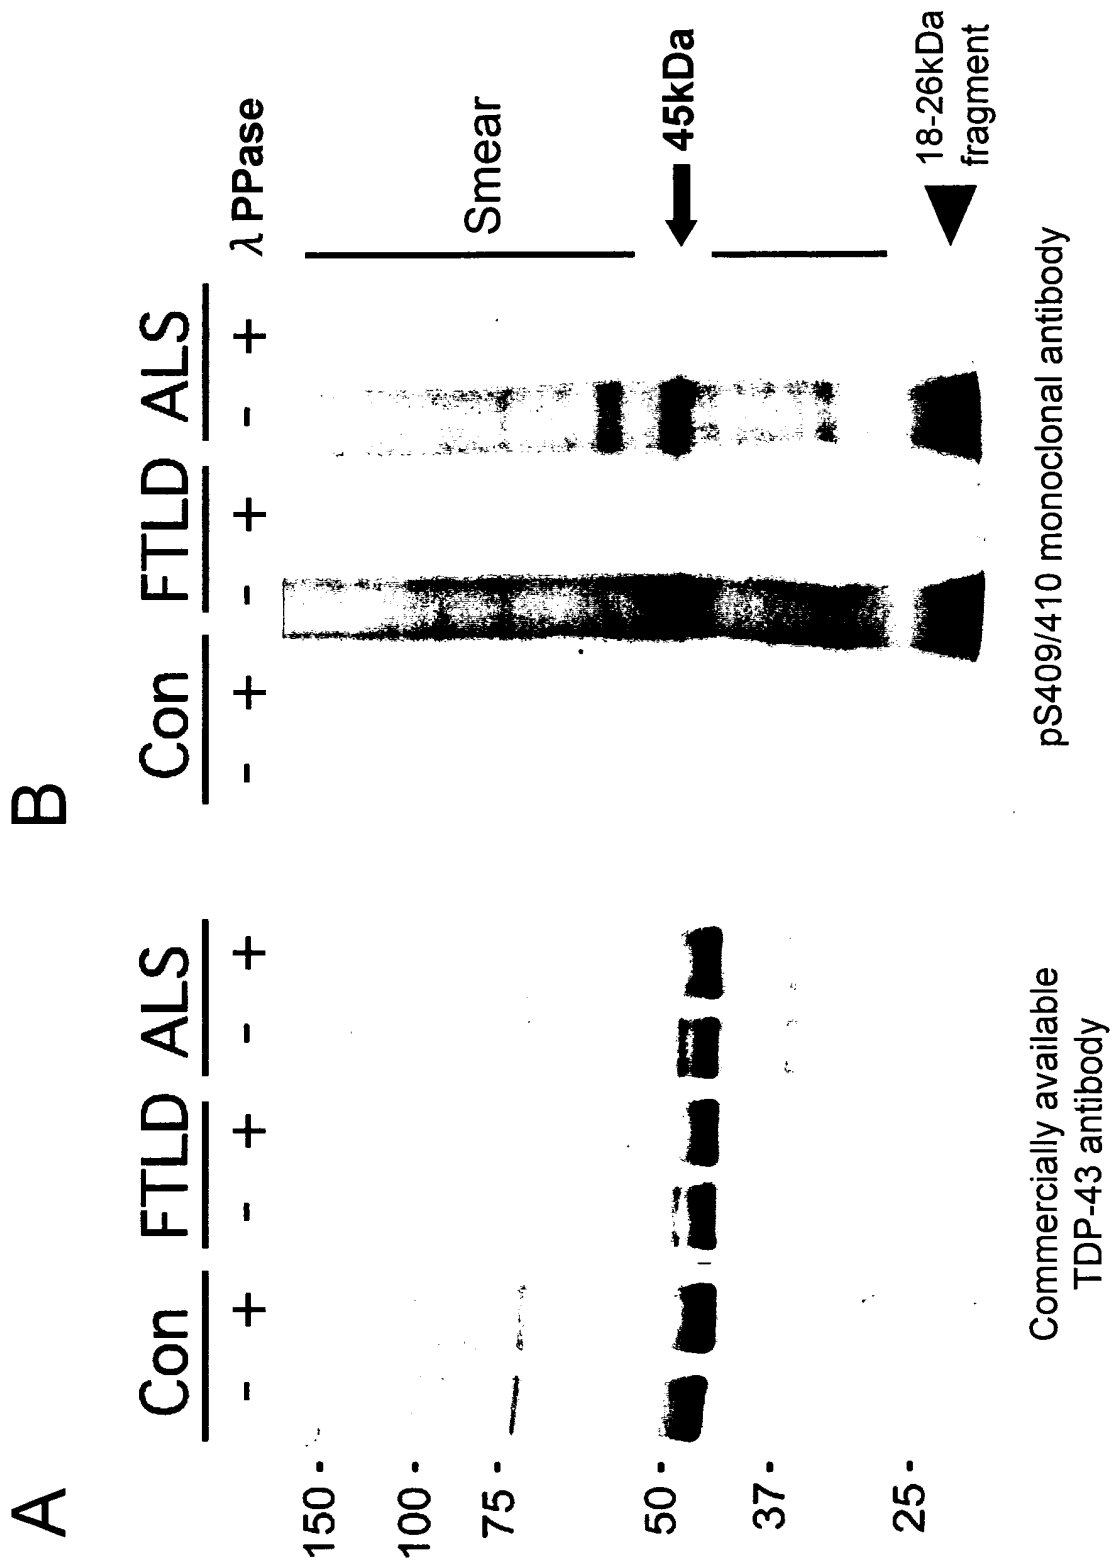 A
Con FTLD ALS
- + - + - +
150 -
100 -
75 -
50 -
37 -
25 -
Commercially available
TDP-43 antibody
B
Con FTLD ALS
- + - + - + λ PPase
Smear
45kDa
18-26kDa
fragment
pS409/410 monoclonal antibody